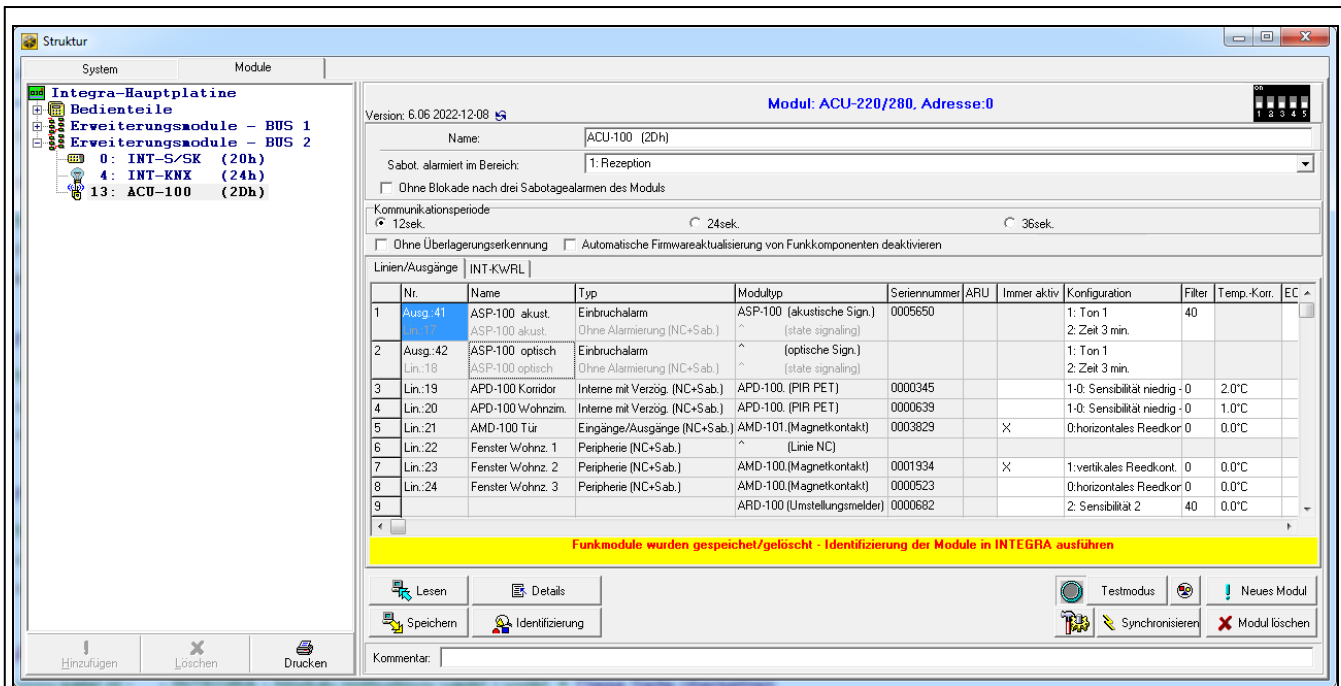 Struktur
System Module
Integra-Hauptplatine
Bedienteile
Erweiterungsmodule - BUS 1
Erweiterungsmodule - BUS 2
0: INT-S/SK (20h)
4: INT-KNX (24h)
13: ACU-100 (2Dh)
Hinzufügen Löschen Drucken
Modul: ACU-220/280, Adresse:0
on
1 2 3 4 5
Version: 6.06 2022-12-08
Name: ACU-100 (2Dh)
Sabot. alarmiert im Bereich: 1: Rezeption
Ohne Blokade nach drei Sabotagealarmen des Moduls
Kommunikationsperiode
12sek. 24sek. 36sek.
Ohne Überlagerungserkennung Automatische Firmwareaktualisierung von Funkkomponenten deaktivieren
Linien/Ausgänge INT-KWRL
Nr. Name Typ Modultyp Seriennummer ARU Immer aktiv Konfiguration Filter Temp.-Korr. EC
1 Ausg.:41 ASP-100 akust. Einbruchalarm ASP-100 (akustische Sign.) 0005650 1: Ton 1 40
Lin.:17 ASP-100 akust. Ohne Alarmierung (NC+Sab.) ^ (state signaling) 2: Zeit 3 min.
2 Ausg.:42 ASP-100 optisch Einbruchalarm ^ (optische Sign.) 1: Ton 1
Lin.:18 ASP-100 optisch Ohne Alarmierung (NC+Sab.) ^ (state signaling) 2: Zeit 3 min.
3 Lin.:19 APD-100 Korridor Interne mit Verzög. (NC+Sab.) APD-100. (PIR PET) 0000345 1-0: Sensibilität niedrig - 0 2.0°C
4 Lin.:20 APD-100 Wohnzim. Interne mit Verzög. (NC+Sab.) APD-100. (PIR PET) 0000639 1-0: Sensibilität niedrig - 0 1.0°C
5 Lin.:21 AMD-100 Tür Eingänge/Ausgänge (NC+Sab.) AMD-101.(Magnetkontakt) 0003829 X 0:horizontales Reedkor 0 0.0°C
6 Lin.:22 Fenster Wohnz. 1 Peripherie (NC+Sab.) ^ (Linie NC)
7 Lin.:23 Fenster Wohnz. 2 Peripherie (NC+Sab.) AMD-100.(Magnetkontakt) 0001934 X 1:vertikales Reedkont. 0 0.0°C
8 Lin.:24 Fenster Wohnz. 3 Peripherie (NC+Sab.) AMD-100.(Magnetkontakt) 0000523 0:horizontales Reedkor 0 0.0°C
9 ARD-100 (Umstellungsmelder) 0000682 2: Sensibilität 2 40 0.0°C
Funkmodule wurden gespeichet/gelöscht - Identifizierung der Module in INTEGRA ausführen
Lesen Details Testmodus Neues Modul
Speichern Identifizierung Synchronisieren Modul löschen
Kommentar: